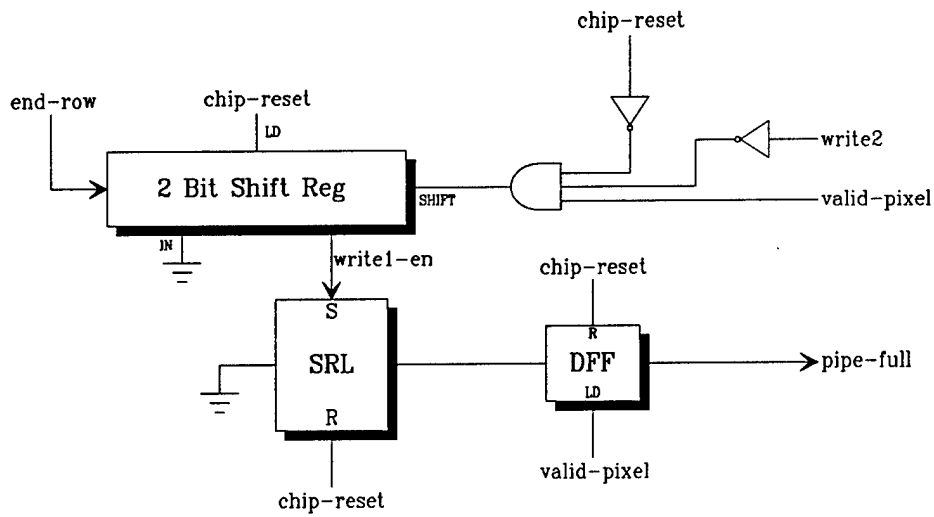 chip-reset
end-row
chip-reset
LD
write2
2 Bit Shift Reg
SHIFT
valid-pixel
IN
write1-en
chip-reset
S
R
SRL
DFF
pipe-full
LD
R
valid-pixel
chip-reset